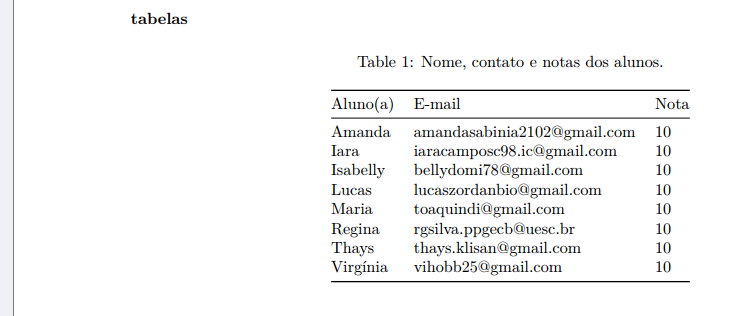 tabelas
Table 1: Nome, contato e notas dos alunos.
Aluno(a) E-mail Nota
Amanda amandasabinia2102@gmail.com 10
Iara iaracamposc98.ic@gmail.com 10
Isabelly bellydomi78@gmail.com 10
Lucas lucaszordanbio@gmail.com 10
Maria toaquindi@gmail.com 10
Regina rgsilva.ppgecb@uesc.br 10
Thays thays.klisan@gmail.com 10
Virgínia vihobb25@gmail.com 10